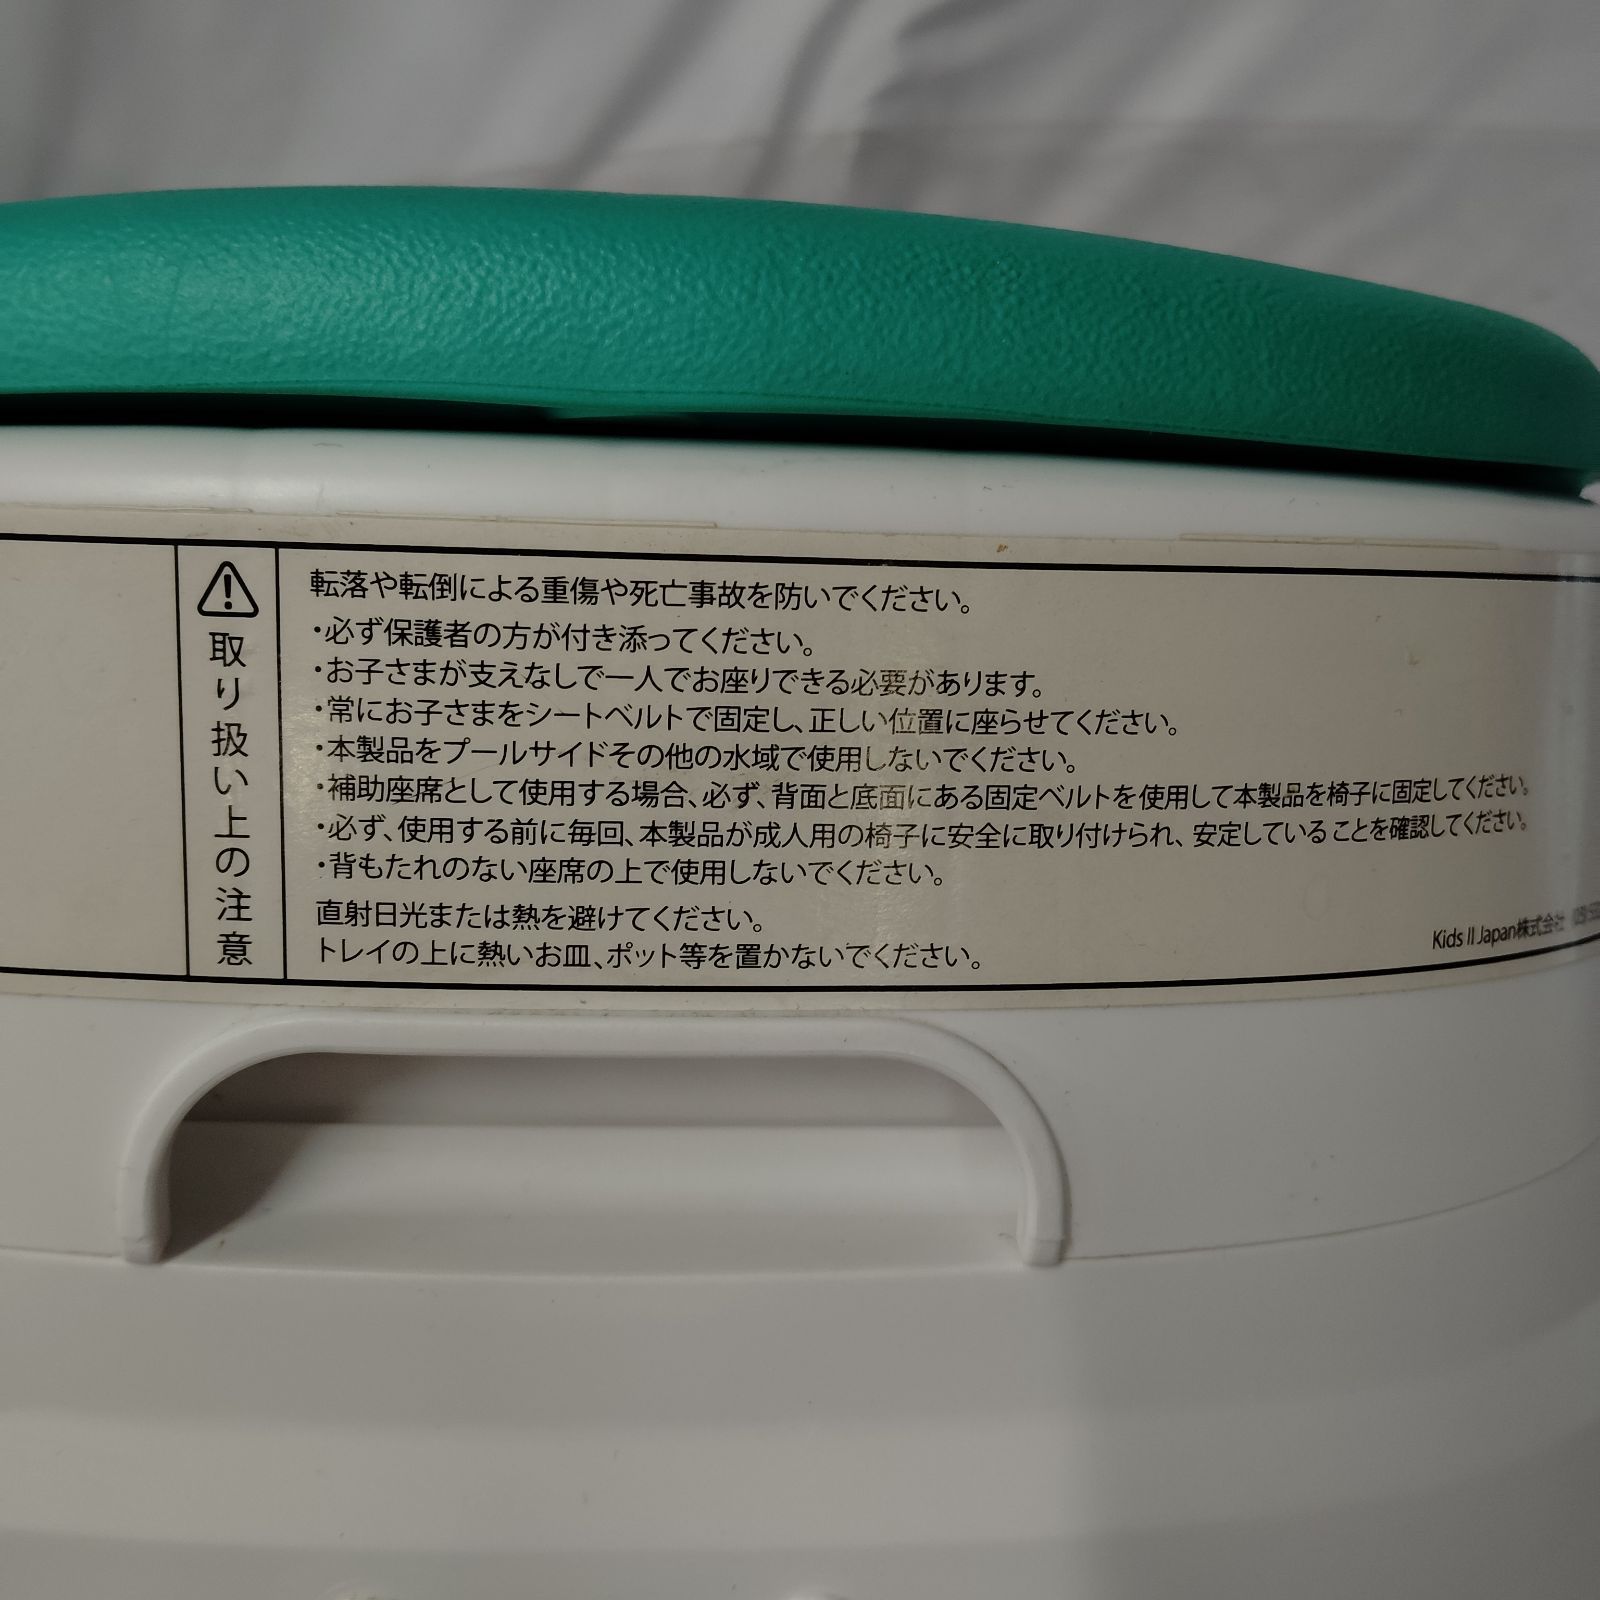 取り扱い上の注意
転落や転倒による重傷や死亡事故を防いでください。
・必ず保護者の方が付き添ってください。
・お子さまが支えなしで一人でお座りできる必要があります。
・常にお子さまをシートベルトで固定し、正しい位置に座らせてください。
・本製品をプールサイドその他の水域で使用しないでください。
・補助座席として使用する場合、必ず、背面と底面にある固定ベルトを使用して本製品を椅子に固定してください。
・必ず、使用する前に毎回、本製品が成人用の椅子に安全に取り付けられ、安定していることを確認してください。
・背もたれのない座席の上で使用しないでください。
直射日光または熱を避けてください。
トレイの上に熱いお皿、ポット等を置かないでください。
Kids II Japan株式会社